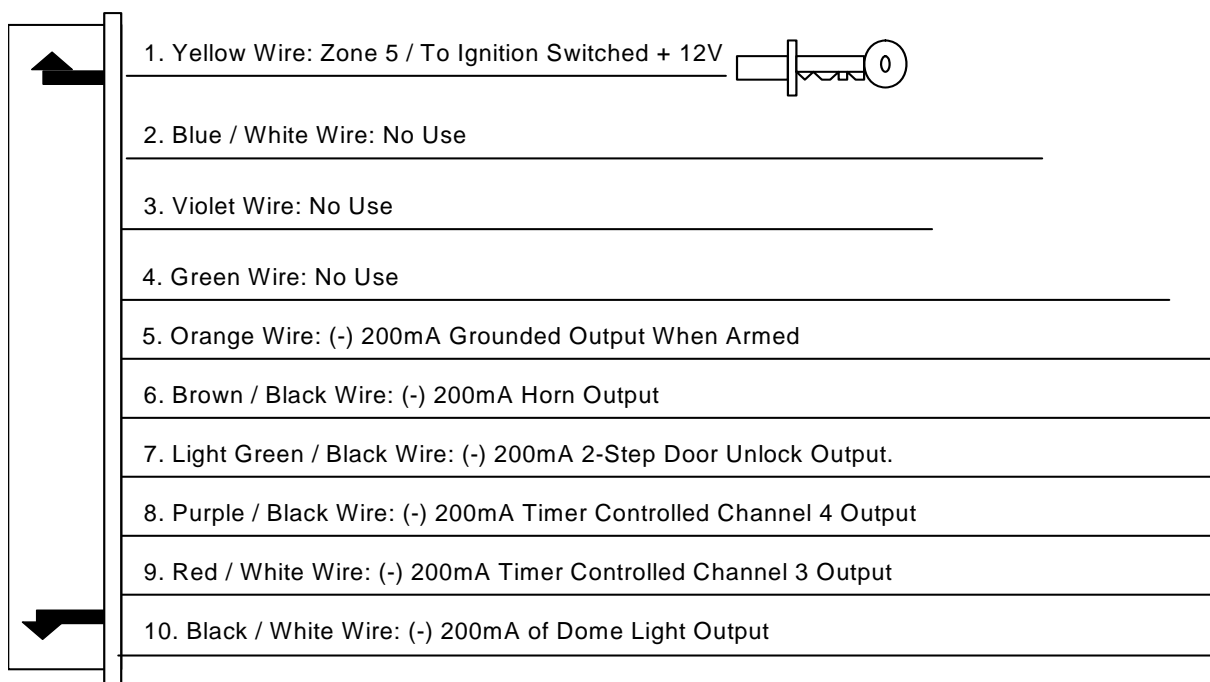 1. Yellow Wire: Zone 5 / To Ignition Switched + 12V
2. Blue / White Wire: No Use
3. Violet Wire: No Use
4. Green Wire: No Use
5. Orange Wire: (-) 200mA Grounded Output When Armed
6. Brown / Black Wire: (-) 200mA Horn Output
7. Light Green / Black Wire: (-) 200mA 2-Step Door Unlock Output.
8. Purple / Black Wire: (-) 200mA Timer Controlled Channel 4 Output
9. Red / White Wire: (-) 200mA Timer Controlled Channel 3 Output
10. Black / White Wire: (-) 200mA of Dome Light Output